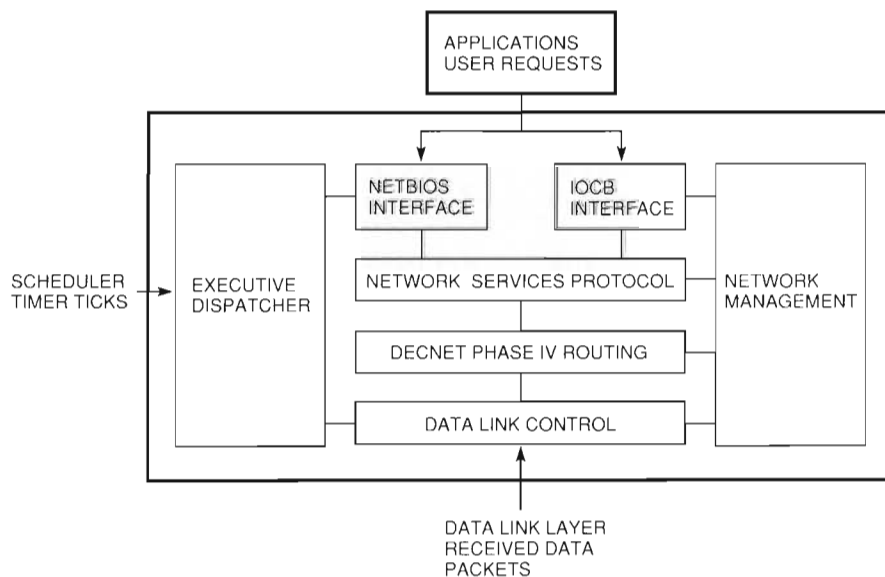 APPLICATIONS
USER REQUESTS
NETBIOS
INTERFACE
IOCB
INTERFACE
SCHEDULER
TIMER TICKS
EXECUTIVE
DISPATCHER
NETWORK SERVICES PROTOCOL
NETWORK
MANAGEMENT
DECNET PHASE IV ROUTING
DATA LINK CONTROL
DATA LINK LAYER
RECEIVED DATA
PACKETS